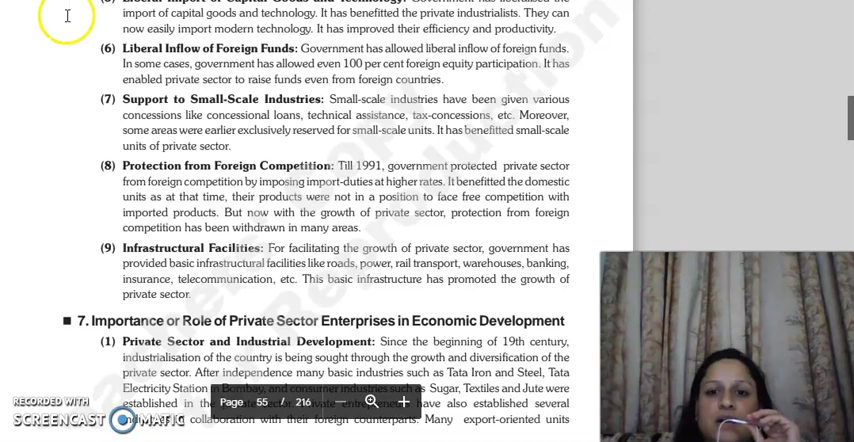 (5) Liberal Import of Capital Goods and Technology: Government has liberalised the
import of capital goods and technology. It has benefitted the private industrialists. They can
now easily import modern technology. It has improved their efficiency and productivity.
(6) Liberal Inflow of Foreign Funds: Government has allowed liberal inflow of foreign funds.
In some cases, government has allowed even 100 per cent foreign equity participation. It has
enabled private sector to raise funds even from foreign countries.
(7) Support to Small-Scale Industries: Small-scale industries have been given various
concessions like concessional loans, technical assistance, tax-concessions, etc. Moreover,
some areas were earlier exclusively reserved for small-scale units. It has benefitted small-scale
units of private sector.
(8) Protection from Foreign Competition: Till 1991, government protected private sector
from foreign competition by imposing import-duties at higher rates. It benefitted the domestic
units as at that time, their products were not in a position to face free competition with
imported products. But now with the growth of private sector, protection from foreign
competition has been withdrawn in many areas.
(9) Infrastructural Facilities: For facilitating the growth of private sector, government has
provided basic infrastructural facilities like roads, power, rail transport, warehouses, banking,
insurance, telecommunication, etc. This basic infrastructure has promoted the growth of
private sector.
7. Importance or Role of Private Sector Enterprises in Economic Development
(1) Private Sector and Industrial Development: Since the beginning of 19th century,
industrialisation of the country is being sought through the growth and diversification of the
private sector. After independence many basic industries such as Tata Iron and Steel, Tata
Electricity Station in Bombay, and consumer industries such as Sugar, Textiles and Jute were
established in the have also established several
collaboration with their foreign counterparts. Many export-oriented units
Page 55 / 216
RECORDED WITH
SCREENCAST MATIC
Reproduction